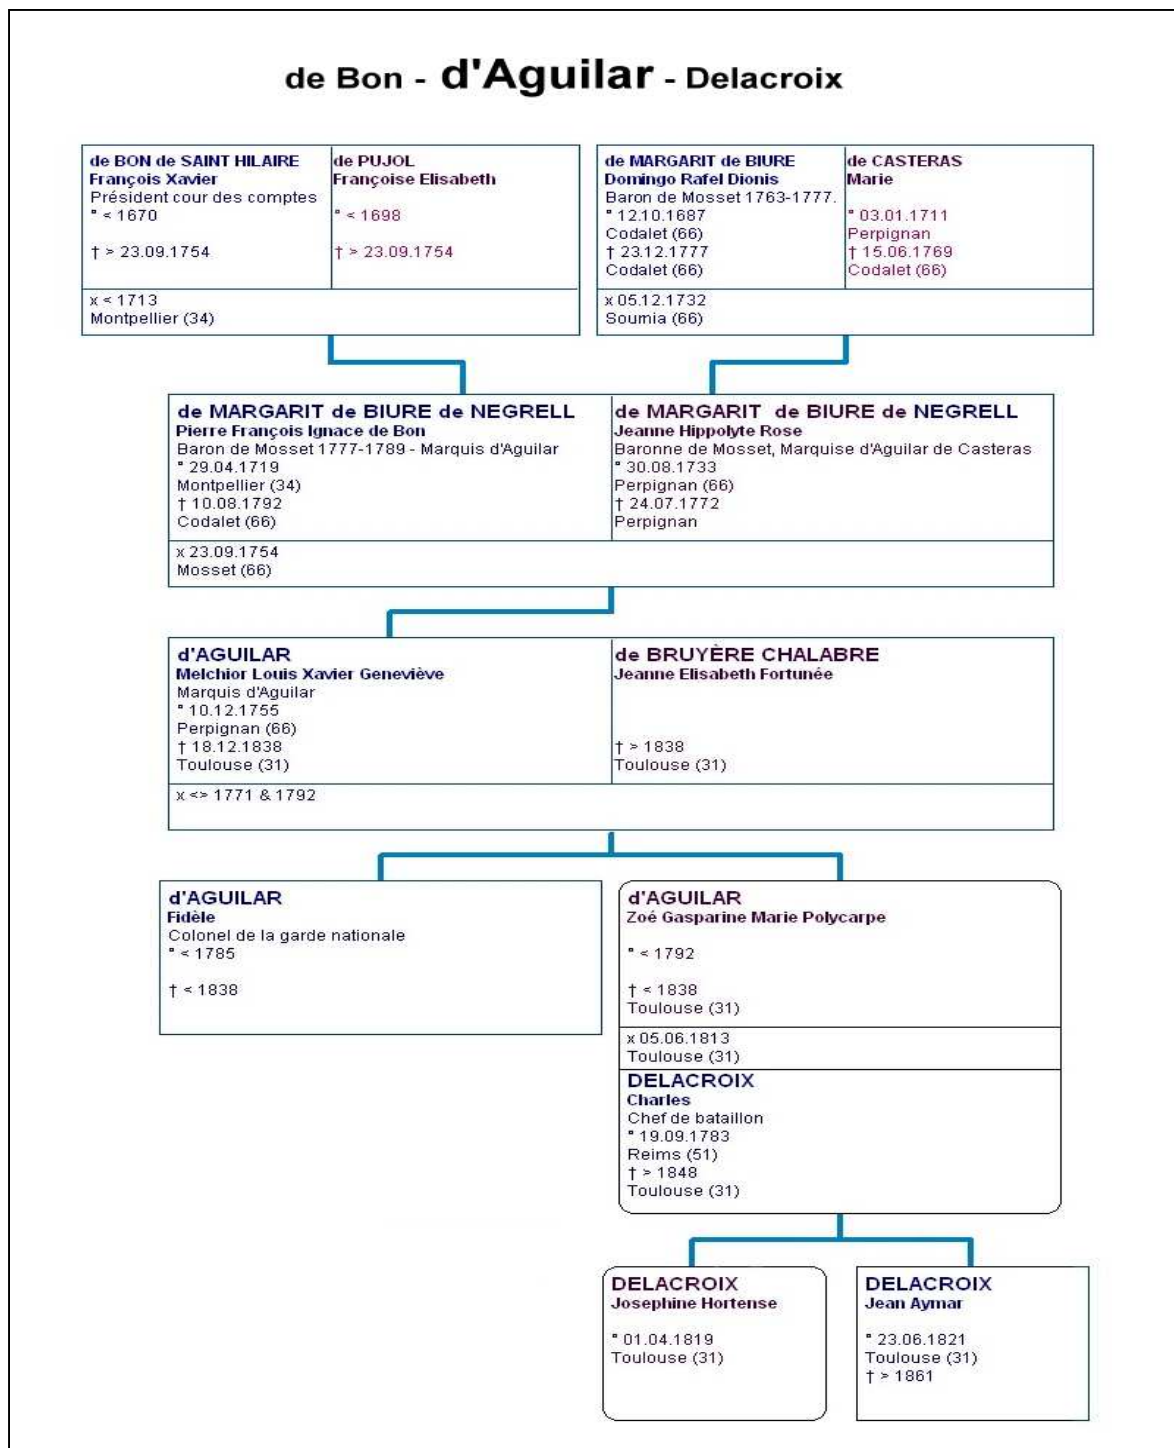 de Bon - d'Aguilar - Delacroix
de BON de SAINT HILAIRE
François Xavier
Président cour des comptes
° < 1670
† > 23.09.1754
de PUJOL
Françoise Elisabeth
° < 1698
† > 23.09.1754
x < 1713
Montpellier (34)
de MARGARIT de BIURE
Domingo Rafel Dionis
Baron de Mosset 1763-1777.
° 12.10.1687
Codalet (66)
† 23.12.1777
Codalet (66)
de CASTERAS
Marie
° 03.01.1711
Perpignan
† 15.06.1769
Codalet (66)
x 05.12.1732
Sournia (66)
de MARGARIT de BIURE de NEGRELL
Pierre François Ignace de Bon
Baron de Mosset 1777-1789 - Marquis d'Aguilar
° 29.04.1719
Montpellier (34)
† 10.08.1792
Codalet (66)
de MARGARIT de BIURE de NEGRELL
Jeanne Hippolyte Rose
Baronne de Mosset, Marquise d'Aguilar de Casteras
° 30.08.1733
Perpignan (66)
† 24.07.1772
Perpignan
x 23.09.1754
Mosset (66)
d'AGUILAR
Melchior Louis Xavier Geneviève
Marquis d'Aguilar
° 10.12.1755
Perpignan (66)
† 18.12.1838
Toulouse (31)
de BRUYÈRE CHALABRE
Jeanne Elisabeth Fortunée
† > 1838
Toulouse (31)
x <> 1771 & 1792
d'AGUILAR
Fidèle
Colonel de la garde nationale
° < 1785
† < 1838
d'AGUILAR
Zoé Gasparine Marie Polycarpe
° < 1792
† < 1838
Toulouse (31)
x 05.06.1813
Toulouse (31)
DELACROIX
Charles
Chef de bataillon
° 19.09.1783
Reims (51)
† > 1848
Toulouse (31)
DELACROIX
Josephine Hortense
° 01.04.1819
Toulouse (31)
DELACROIX
Jean Aymar
° 23.06.1821
Toulouse (31)
† > 1861